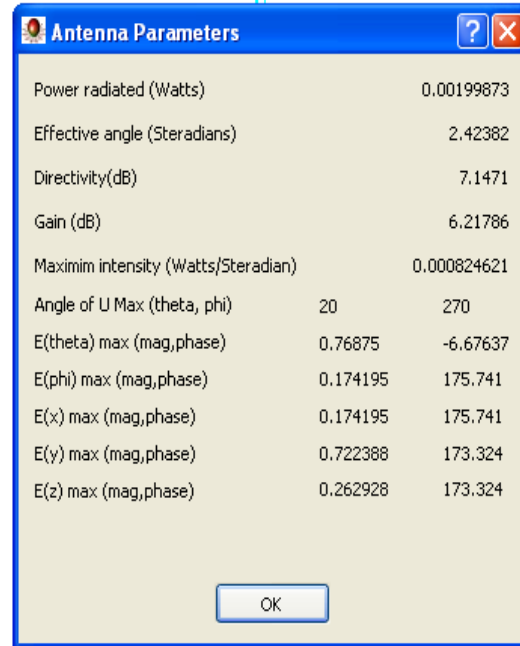 Antenna Parameters
Power radiated (Watts) 0.00199873
Effective angle (Steradians) 2.42382
Directivity(dB) 7.1471
Gain (dB) 6.21786
Maximim intensity (Watts/Steradian) 0.000824621
Angle of U Max (theta, phi) 20 270
E(theta) max (mag,phase) 0.76875 -6.67637
E(phi) max (mag,phase) 0.174195 175.741
E(x) max (mag,phase) 0.174195 175.741
E(y) max (mag,phase) 0.722388 173.324
E(z) max (mag,phase) 0.262928 173.324
OK